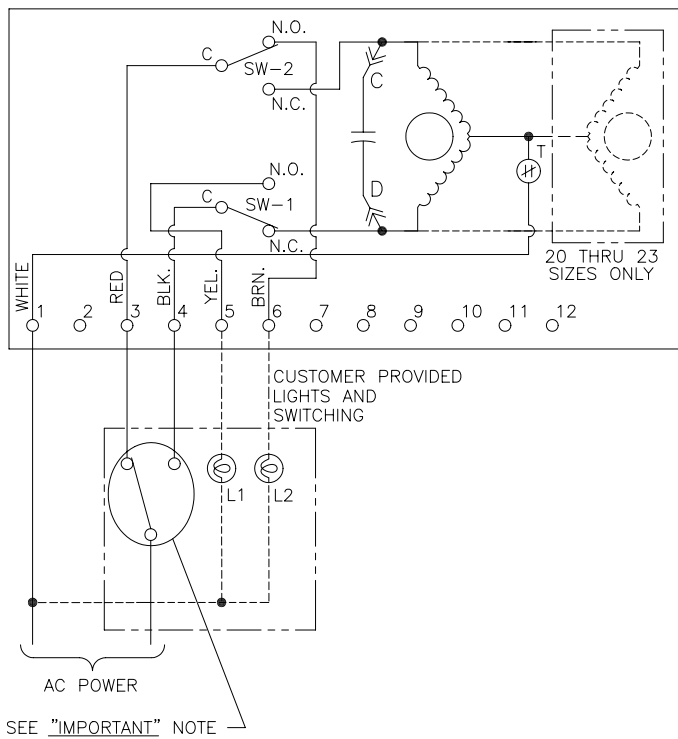 N.O.
C
SW-2
N.C.
C
D
T
N.O.
C
SW-1
N.C.
20 THRU 23
SIZES ONLY
WHITE
RED
BLK.
YEL.
BRN.
1 2 3 4 5 6 7 8 9 10 11 12
CUSTOMER PROVIDED
LIGHTS AND
SWITCHING
L1 L2
AC POWER
SEE "IMPORTANT" NOTE